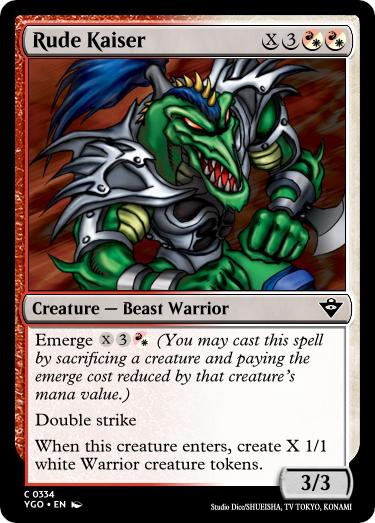 Rude Kaiser X 3
Creature — Beast Warrior
Emerge X 3 (You may cast this spell
by sacrificing a creature and paying the
emerge cost reduced by that creature's
mana value.)
Double strike
When this creature enters, create X 1/1
white Warrior creature tokens.
3/3
C 0334
YGO • EN
Studio Dice/SHUEISHA, TV TOKYO, KONAMI